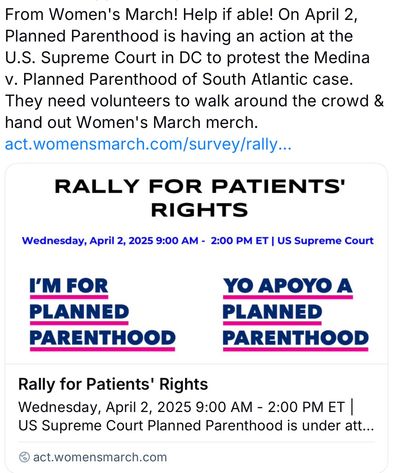 From Women's March! Help if able! On April 2,
Planned Parenthood is having an action at the
U.S. Supreme Court in DC to protest the Medina
v. Planned Parenthood of South Atlantic case.
They need volunteers to walk around the crowd &
hand out Women's March merch.
act.womensmarch.com/survey/rally...
RALLY FOR PATIENTS'
RIGHTS
Wednesday, April 2, 2025 9:00 AM - 2:00 PM ET | US Supreme Court
I'M FOR
PLANNED
PARENTHOOD
YO APOYO A
PLANNED
PARENTHOOD
Rally for Patients' Rights
Wednesday, April 2, 2025 9:00 AM - 2:00 PM ET |
US Supreme Court Planned Parenthood is under att...
act.womensmarch.com